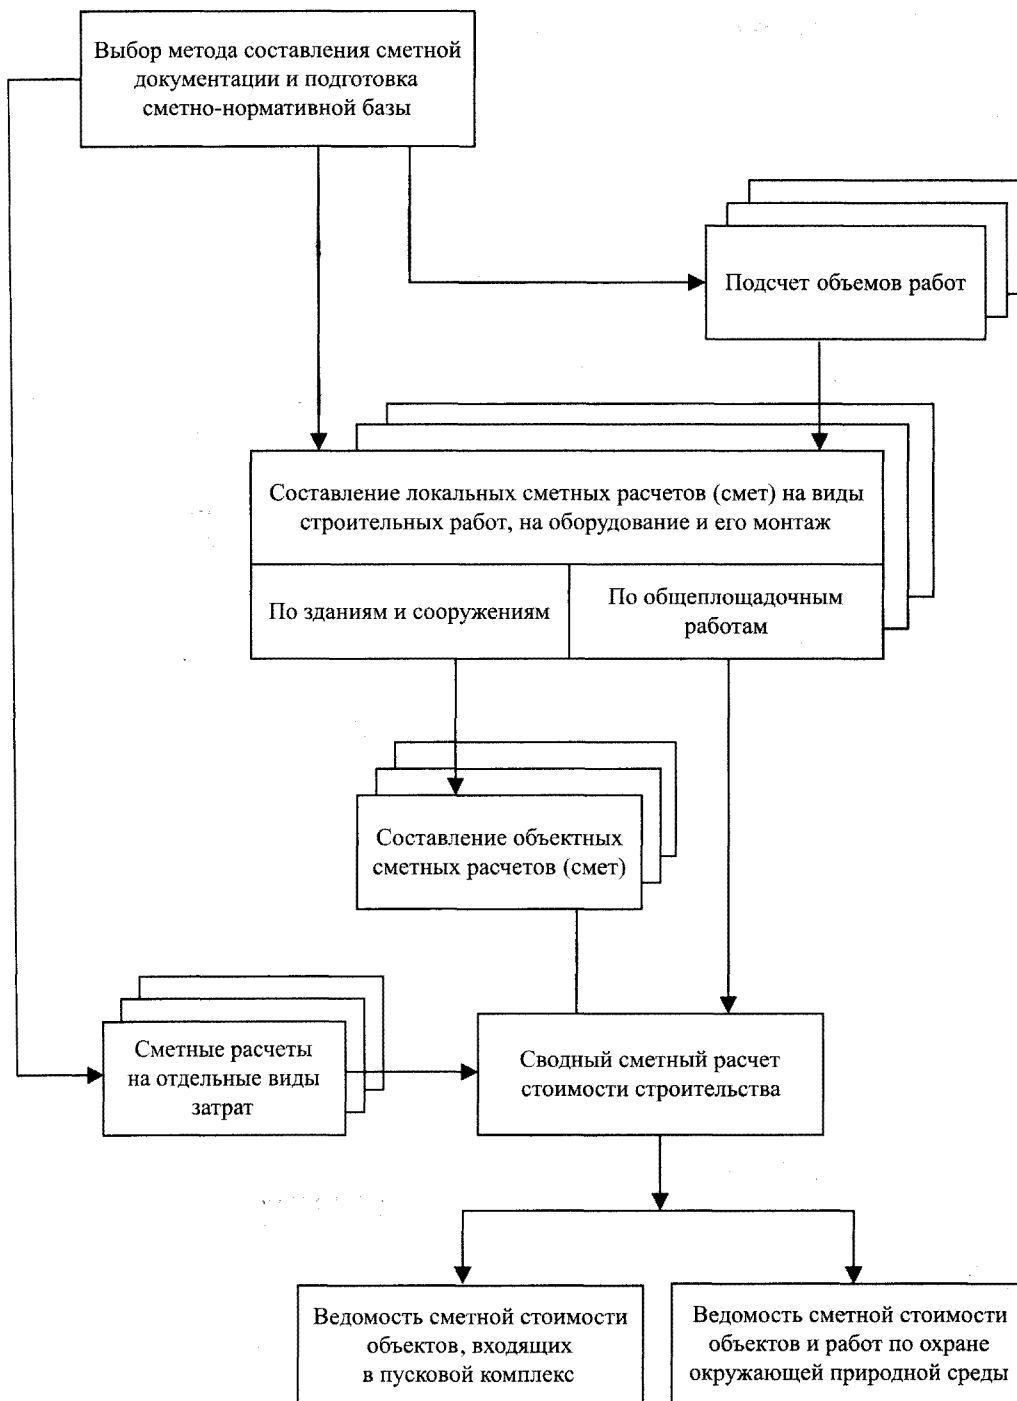 Выбор метода составления сметной
документации и подготовка
сметно-нормативной базы
Подсчет объемов работ
Составление локальных сметных расчетов (смет) на виды
строительных работ, на оборудование и его монтаж
По зданиям и сооружениям
По общеплощадочным
работам
Составление объектных
сметных расчетов (смет)
Сметные расчеты
на отдельные виды
затрат
Сводный сметный расчет
стоимости строительства
Ведомость сметной стоимости
объектов, входящих
в пусковой комплекс
Ведомость сметной стоимости
объектов и работ по охране
окружающей природной среды